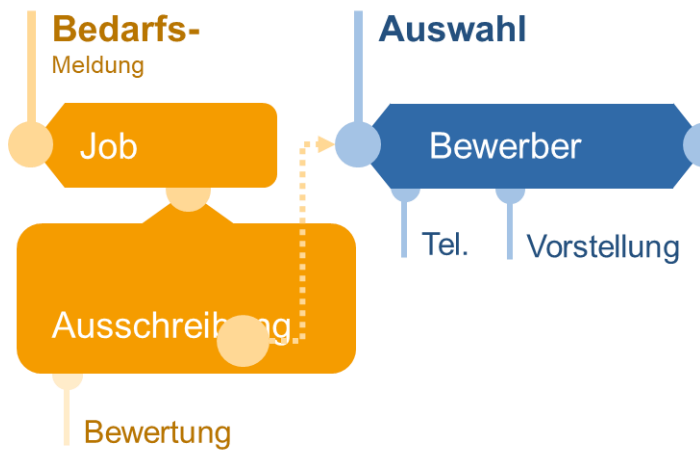 Bedarfs-
Meldung
Job
Ausschreibung
Bewertung
Auswahl
Bewerber
Tel.
Vorstellung